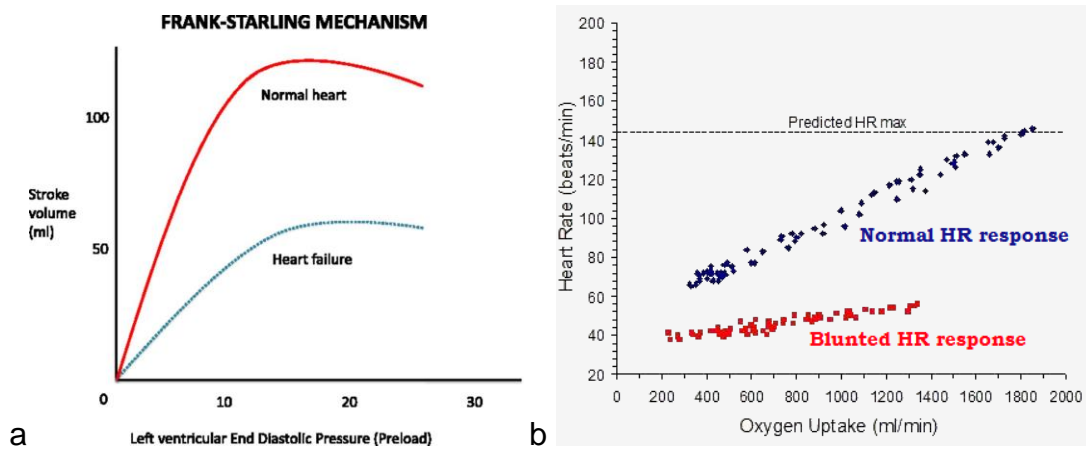 FRANK-STARLING MECHANISM
100
50
0
10
20
30
Stroke
volume
(ml)
Normal heart
Heart failure
Left ventricular End Diastolic Pressure (Preload)
a
200
180
160
140
120
100
80
60
40
20
Heart Rate (beats/min)
Predicted HR max
Normal HR response
Blunted HR response
0
200
400
600
800
1000
1200
1400
1600
1800
2000
Oxygen Uptake (ml/min)
b